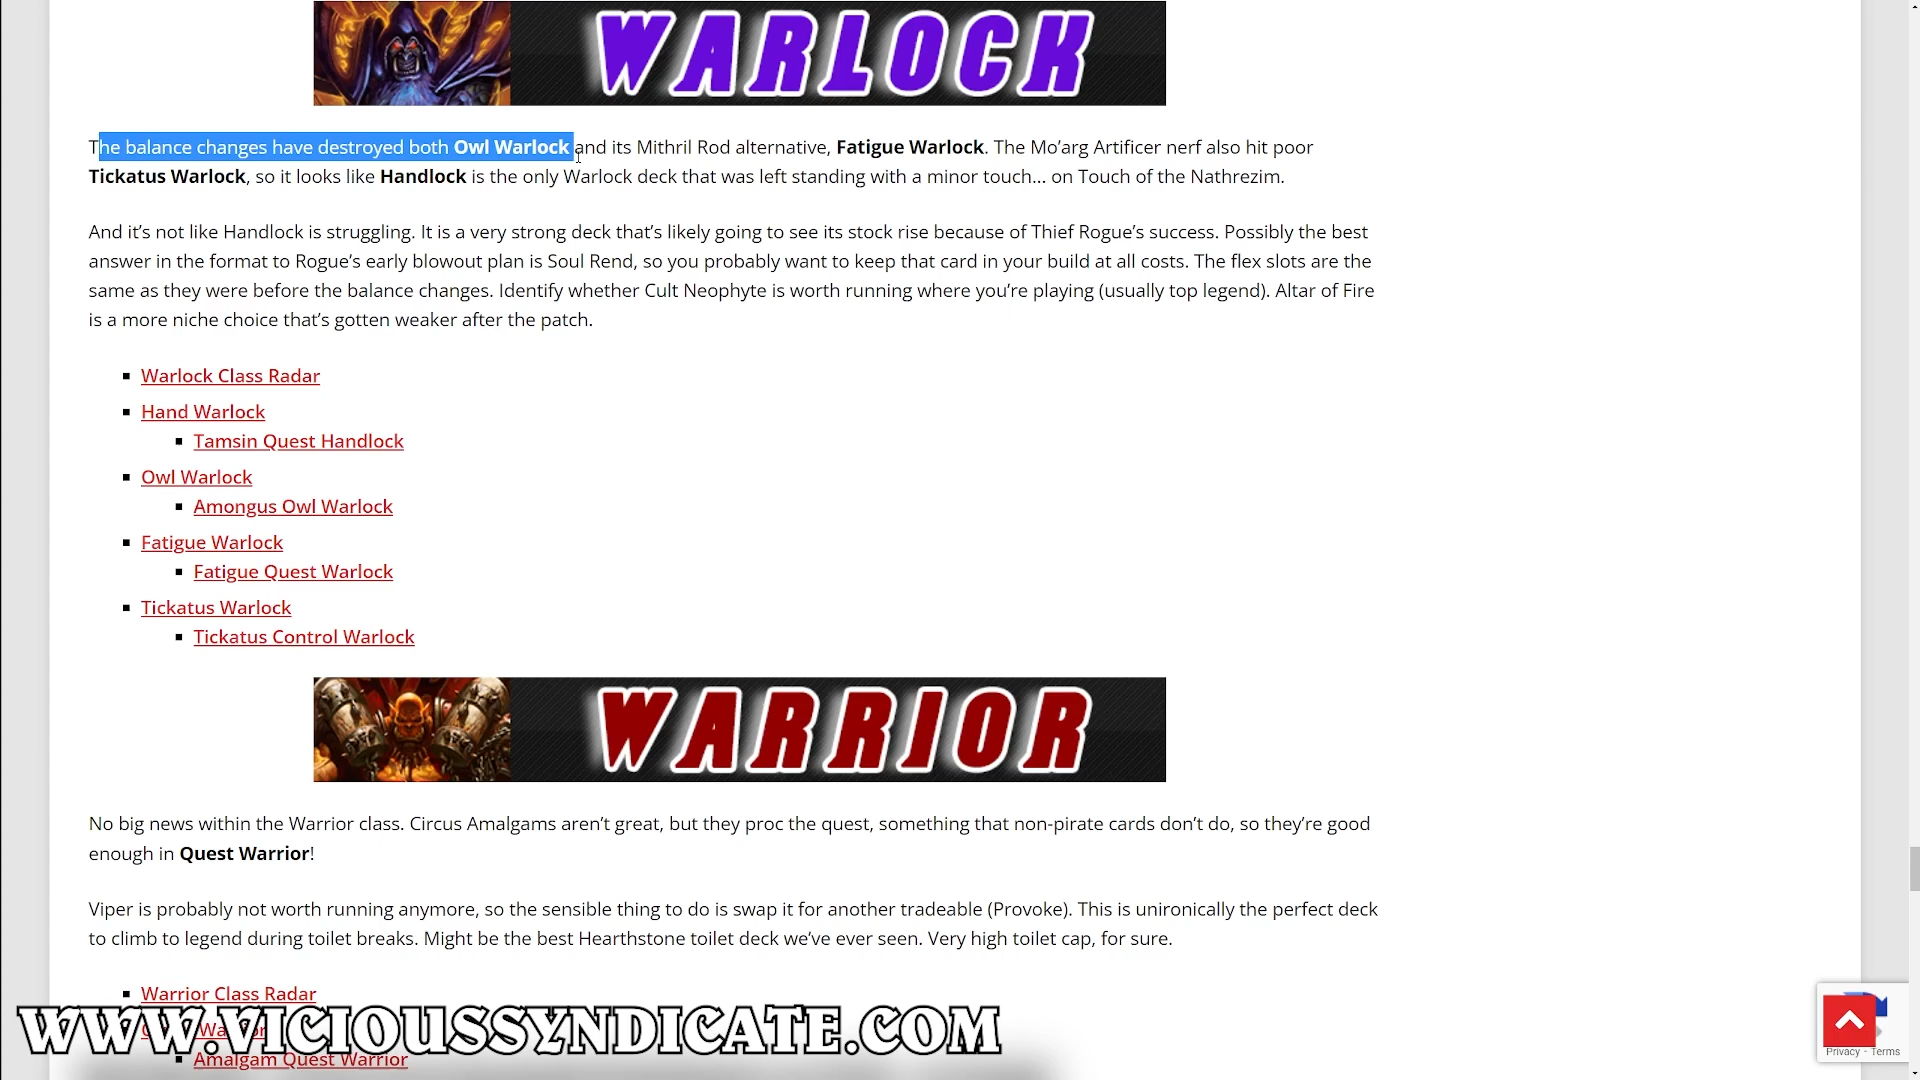 WARLOCK
The balance changes have destroyed both Owl Warlock and its Mithril Rod alternative, Fatigue Warlock. The Mo’arg Artificer nerf also hit poor
Tickatus Warlock, so it looks like Handlock is the only Warlock deck that was left standing with a minor touch… on Touch of the Nathrezim.
And it’s not like Handlock is struggling. It is a very strong deck that’s likely going to see its stock rise because of Thief Rogue’s success. Possibly the best
answer in the format to Rogue’s early blowout plan is Soul Rend, so you probably want to keep that card in your build at all costs. The flex slots are the
same as they were before the balance changes. Identify whether Cult Neophyte is worth running where you’re playing (usually top legend). Altar of Fire
is a more niche choice that’s gotten weaker after the patch.
Warlock Class Radar
Hand Warlock
Tamsin Quest Handlock
Owl Warlock
Amongus Owl Warlock
Fatigue Warlock
Fatigue Quest Warlock
Tickatus Warlock
Tickatus Control Warlock
WARRIOR
No big news within the Warrior class. Circus Amalgams aren’t great, but they proc the quest, something that non-pirate cards don’t do, so they’re good
enough in Quest Warrior!
Viper is probably not worth running anymore, so the sensible thing to do is swap it for another tradeable (Provoke). This is unironically the perfect deck
to climb to legend during toilet breaks. Might be the best Hearthstone toilet deck we’ve ever seen. Very high toilet cap, for sure.
Warrior Class Radar
WWW.VICIOUSSYNDICATE.COM
Amalgam Quest Warrior
Privacy - Terms